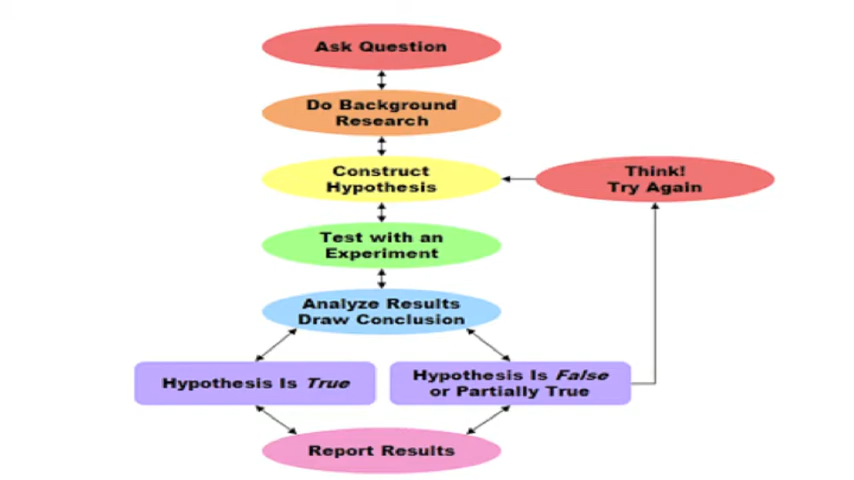 Ask Question
Do Background
Research
Construct
Hypothesis
Think!
Try Again
Test with an
Experiment
Analyze Results
Draw Conclusion
Hypothesis Is True
Hypothesis Is False
or Partially True
Report Results